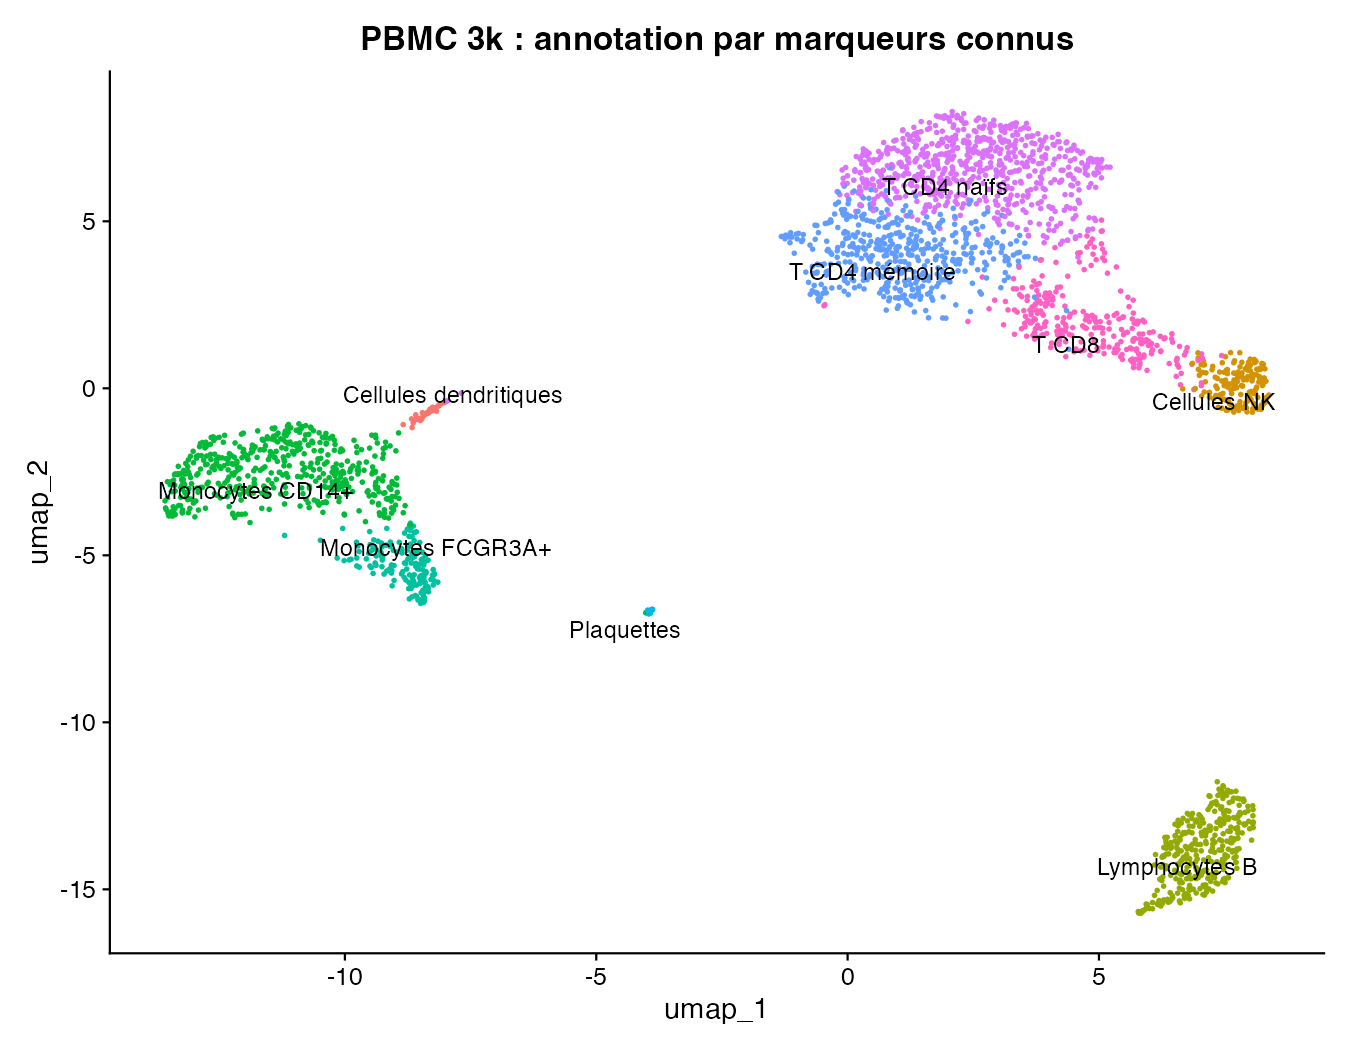 PBMC 3k : annotation par marqueurs connus
T CD4 naïfs
5
T CD4 mémoire
T CD8
0
Cellules dendritiques
Cellules NK
Monocytes CD14+
umap_2
-5
Monocytes FCGR3A+
Plaquettes
-10
Lymphocytes B
-15
-10
-5
0
5
umap_1